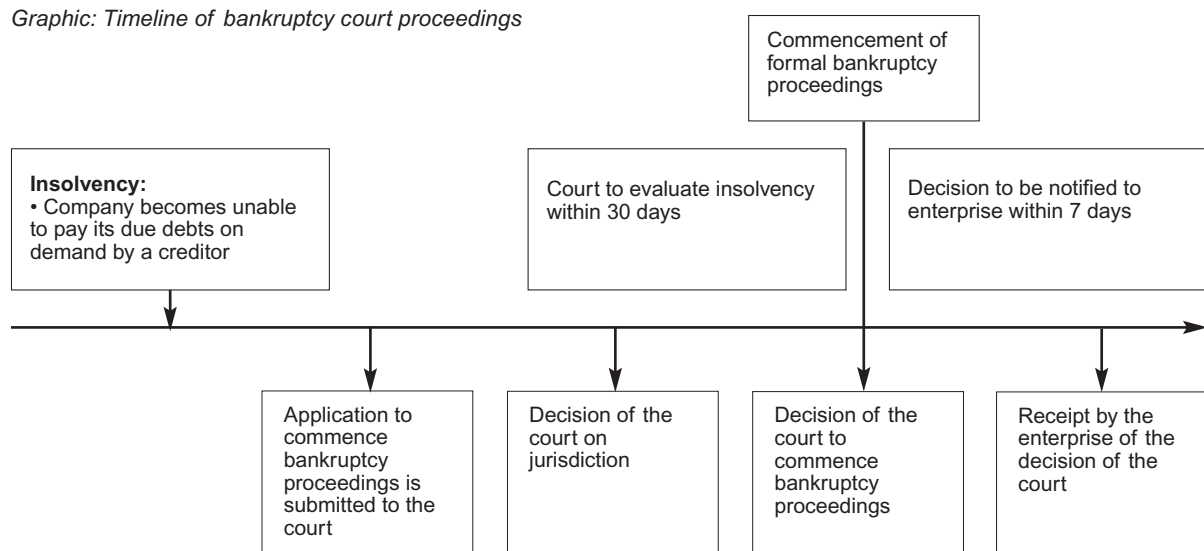 Graphic: Timeline of bankruptcy court proceedings
Commencement of
formal bankruptcy
proceedings
Insolvency:
• Company becomes unable
to pay its due debts on
demand by a creditor
Court to evaluate insolvency
within 30 days
Decision to be notified to
enterprise within 7 days
Application to
commence
bankruptcy
proceedings is
submitted to the
court
Decision of the
court on
jurisdiction
Decision of the
court to
commence
bankruptcy
proceedings
Receipt by the
enterprise of the
decision of the
court